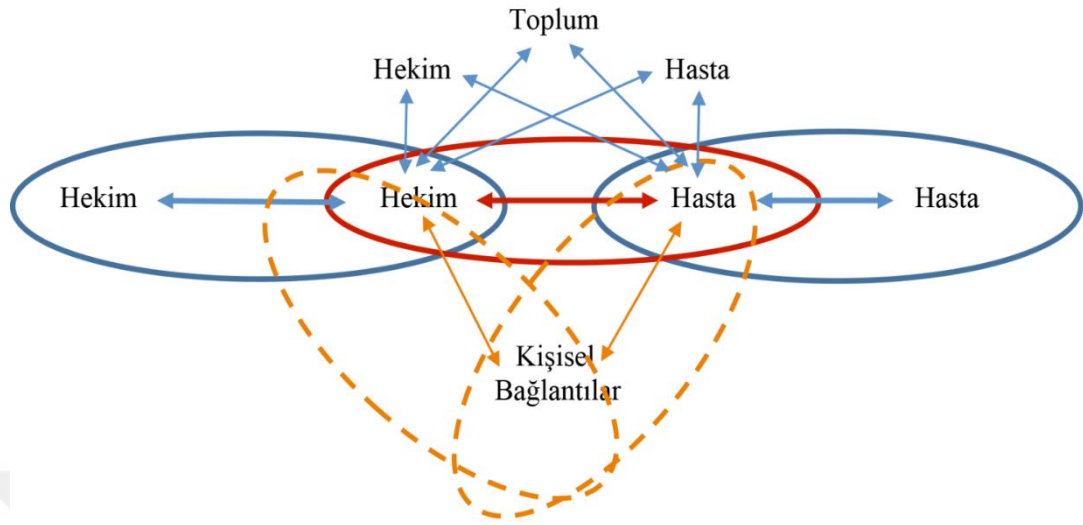 Toplum
Hekim
Hasta
Hekim
Hekim
Hasta
Hasta
Kişisel
Bağlantılar